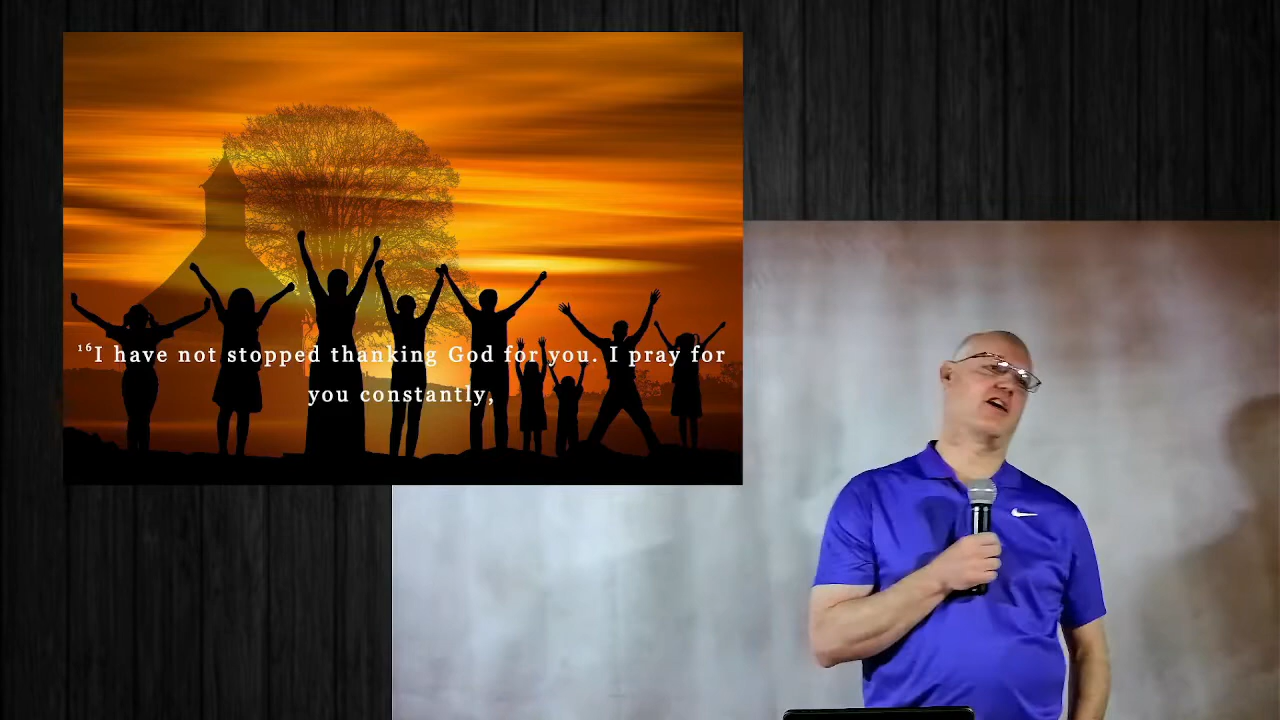 ¹⁶I have not stopped thanking God for you. I pray for
you constantly,